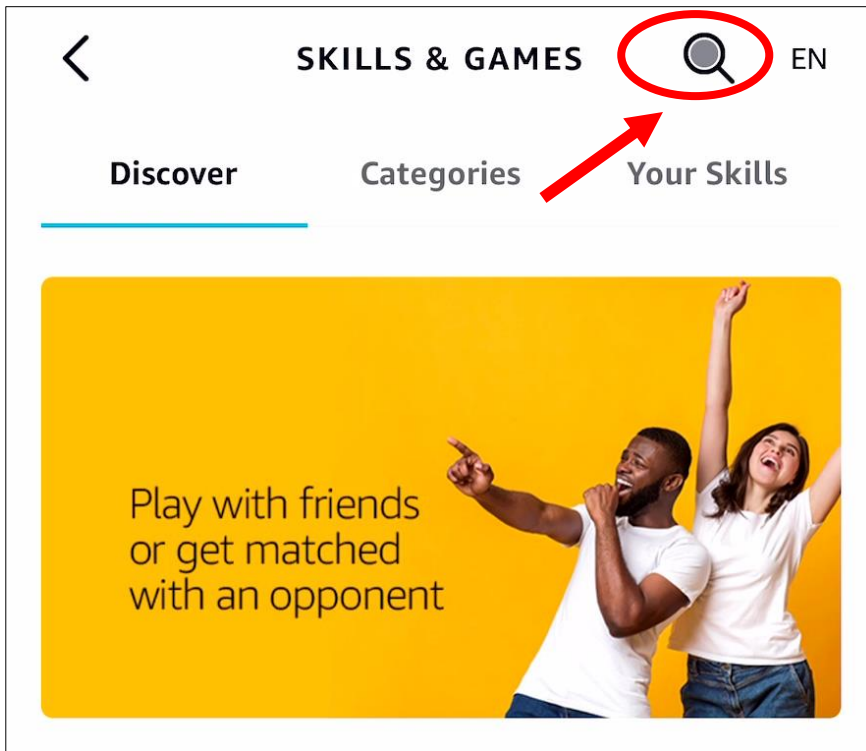 SKILLS & GAMES EN
Discover Categories Your Skills
Play with friends
or get matched
with an opponent